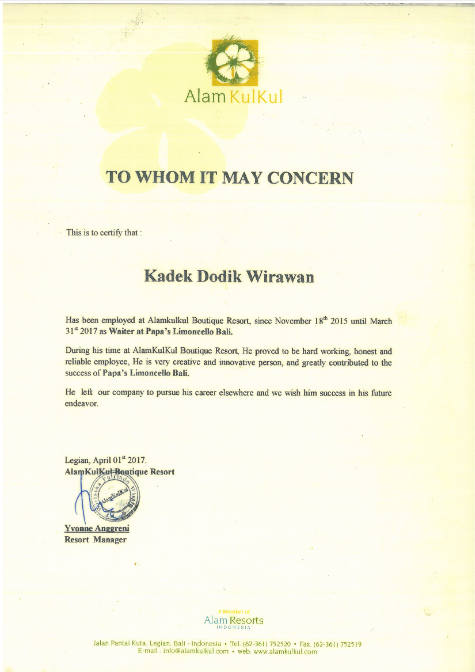 Alam KulKul
TO WHOM IT MAY CONCERN
This is to certify that :
Kadek Dodik Wirawan
Has been employed at Alamkulkul Boutique Resort, since November 18th 2015 until March
31st 2017 as Waiter at Papa's Limoncello Bali.
During his time at AlamKulKul Boutique Resort, He proved to be hard working, honest and
reliable employee, He is very creative and innovative person, and greatly contributed to the
success of Papa's Limoncello Bali.
He left our company to pursue his career elsewhere and we wish him success in his future
endeavor.
Legian, April 01st 2017.
AlamKulKul Boutique Resort
AlamKulKul
Yvonne Anggreni
Resort Manager
A Member of
Alam Resorts
INDONESIA
Jalan Pantai Kuta, Legian, Bali - Indonesia • Tel. (62-361) 752520 • Fax. (62-361) 752519
E-mail : info@alamkulkul.com • web. www.alamkulkul.com